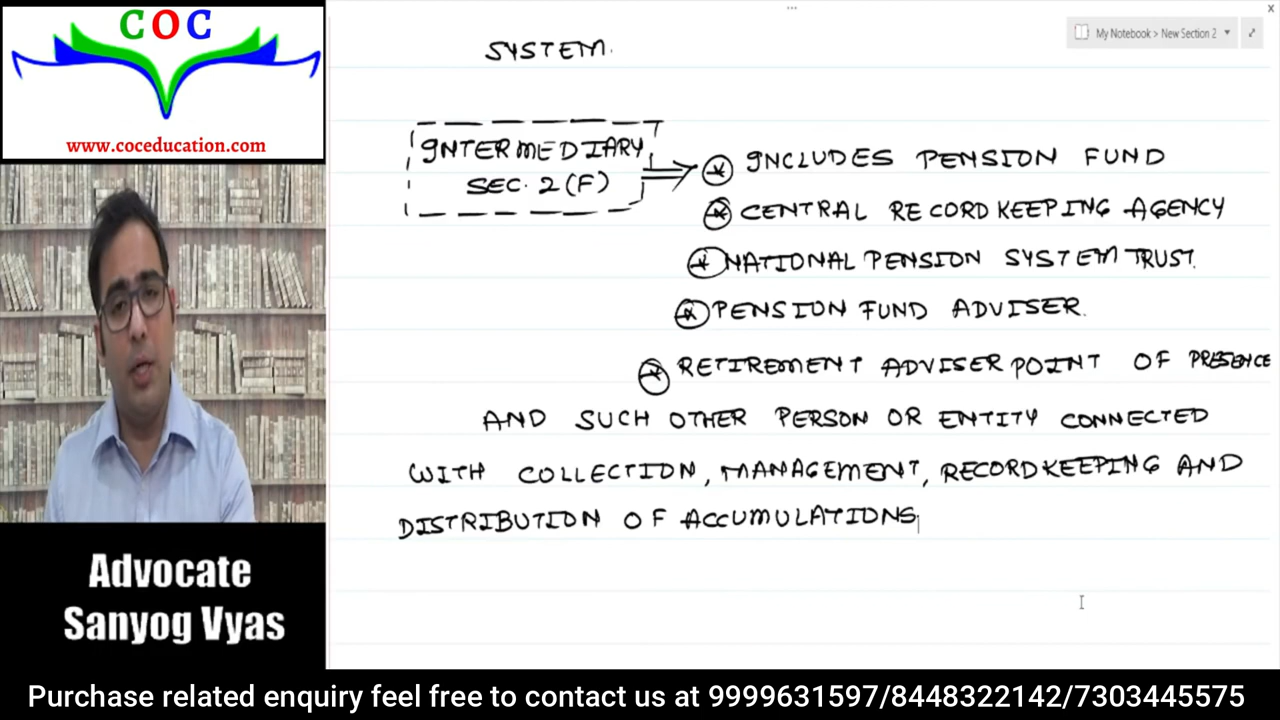 COC
www.coceducation.com
My Notebook > New Section 2
SYSTEM.
INTERMEDIARY
SEC. 2 (F)
INCLUDES PENSION FUND
CENTRAL RECORDKEEPING AGENCY
NATIONAL PENSION SYSTEM TRUST.
PENSION FUND ADVISER.
RETIREMENT ADVISER POINT OF PRESENCE
AND SUCH OTHER PERSON OR ENTITY CONNECTED
WITH COLLECTION, MANAGEMENT, RECORDKEEPING AND
DISTRIBUTION OF ACCUMULATIONS,
Advocate
Sanyog Vyas
Purchase related enquiry feel free to contact us at 9999631597/8448322142/7303445575